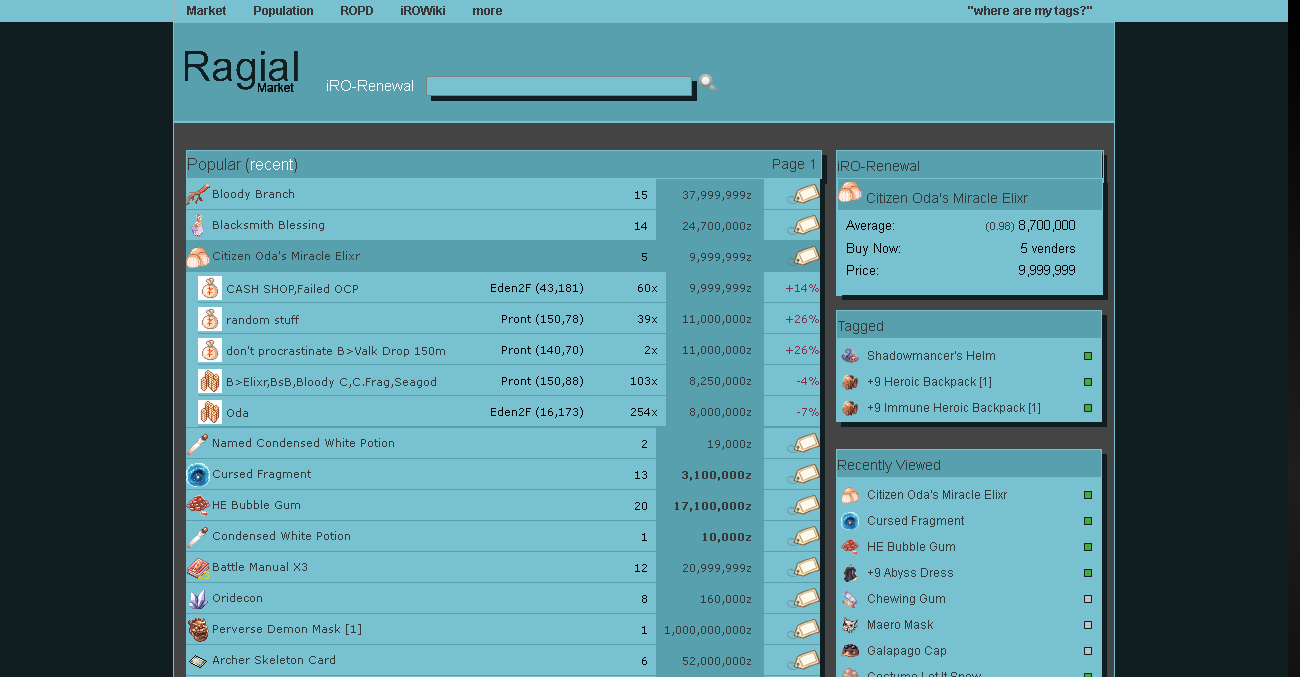 Market Population ROPD iROWiki more "where are my tags?"
Ragial
Market
iRO-Renewal
Popular (recent) Page 1
Bloody Branch 15 37,999,999z
Blacksmith Blessing 14 24,700,000z
Citizen Oda's Miracle Elixr 5 9,999,999z
CASH SHOP,Failed OCP Eden2F (43,181) 60x 9,999,999z +14%
random stuff Pront (150,78) 39x 11,000,000z +26%
don't procrastinate B>Valk Drop 150m Pront (140,70) 2x 11,000,000z +26%
B>Elixr,BsB,Bloody C,C.Frag,Seagod Pront (150,88) 103x 8,250,000z -4%
Oda Eden2F (16,173) 254x 8,000,000z -7%
Named Condensed White Potion 2 19,000z
Cursed Fragment 13 3,100,000z
HE Bubble Gum 20 17,100,000z
Condensed White Potion 1 10,000z
Battle Manual X3 12 20,999,999z
Oridecon 8 160,000z
Perverse Demon Mask [1] 1 1,000,000,000z
Archer Skeleton Card 6 52,000,000z
iRO-Renewal
Citizen Oda's Miracle Elixr
Average: (0.98) 8,700,000
Buy Now: 5 venders
Price: 9,999,999
Tagged
Shadowmancer's Helm
+9 Heroic Backpack [1]
+9 Immune Heroic Backpack [1]
Recently Viewed
Citizen Oda's Miracle Elixr
Cursed Fragment
HE Bubble Gum
+9 Abyss Dress
Chewing Gum
Maero Mask
Galapago Cap
Costume Let It Snow